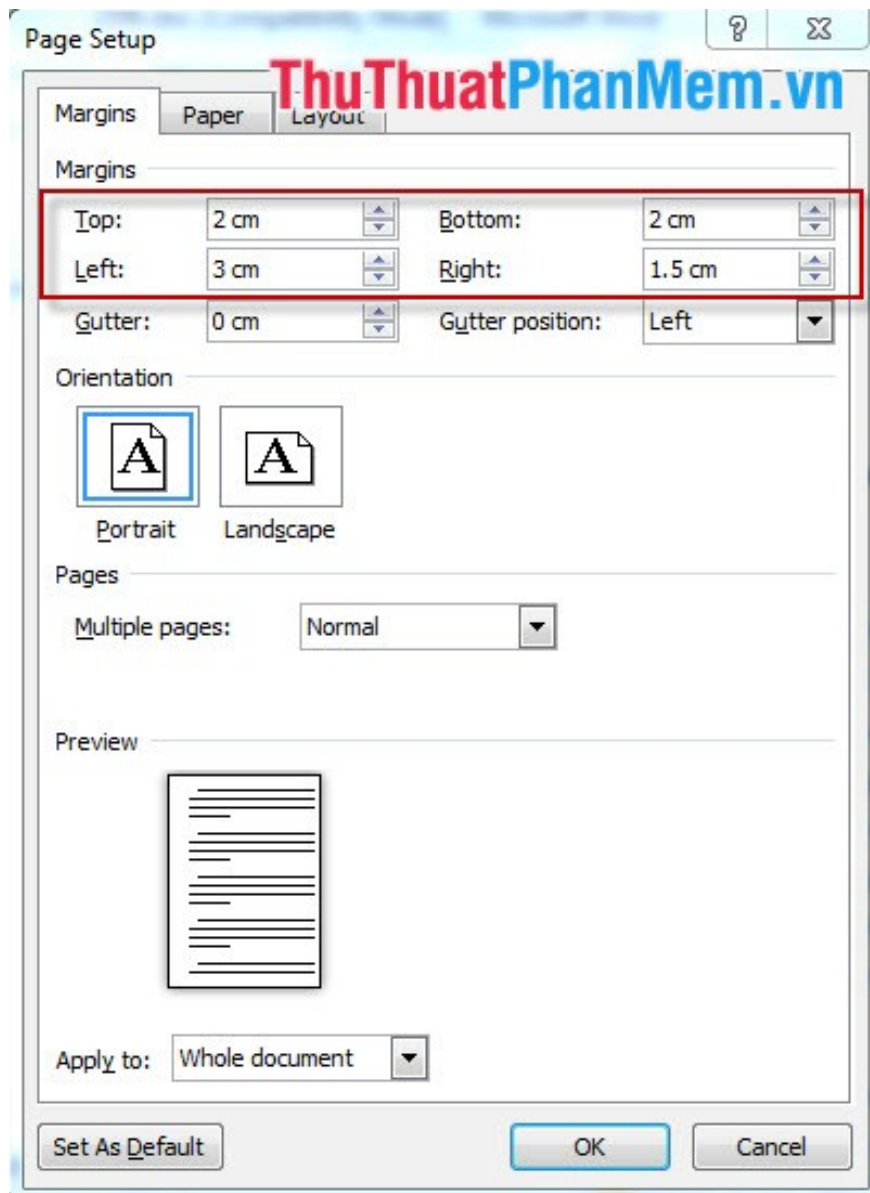 Page Setup
ThuThuatPhanMem.vn
Margins Paper Layout
Margins
Top: 2 cm Bottom: 2 cm
Left: 3 cm Right: 1.5 cm
Gutter: 0 cm Gutter position: Left
Orientation
A A
Portrait Landscape
Pages
Multiple pages: Normal
Preview
Apply to: Whole document
Set As Default OK Cancel